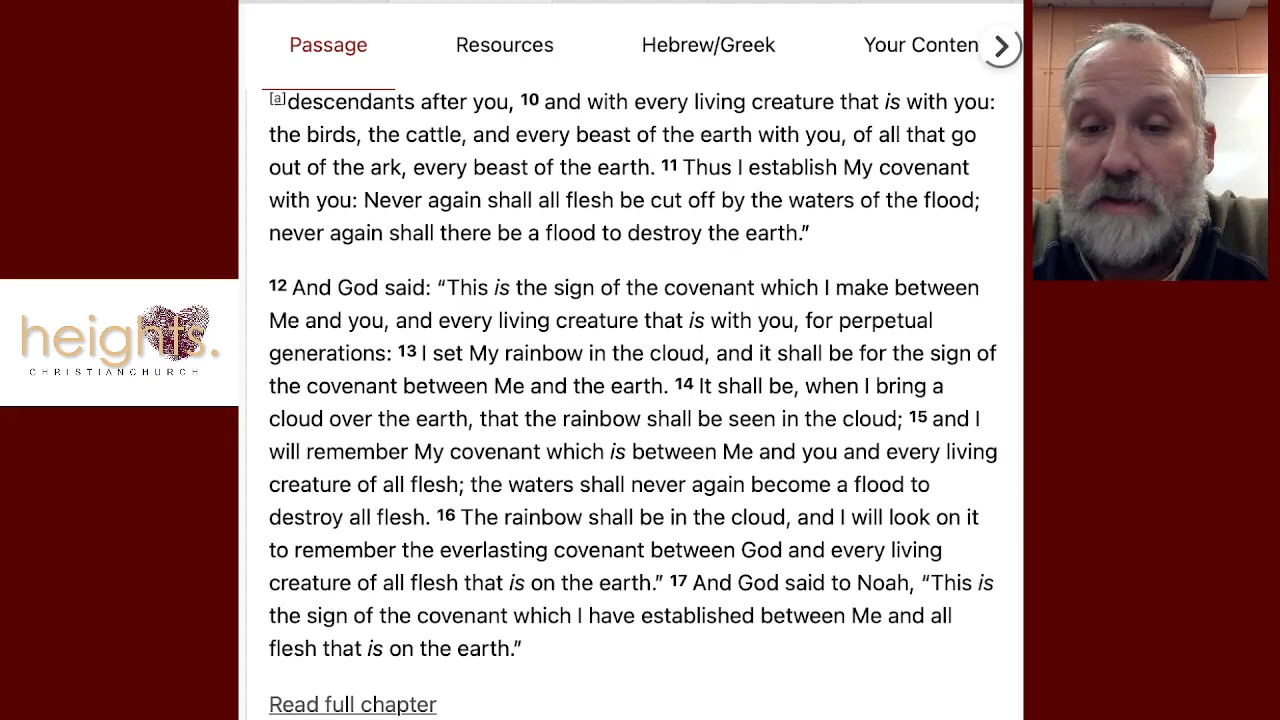 Passage Resources Hebrew/Greek Your Conten
[a]descendants after you, 10 and with every living creature that is with you:
the birds, the cattle, and every beast of the earth with you, of all that go
out of the ark, every beast of the earth. 11 Thus I establish My covenant
with you: Never again shall all flesh be cut off by the waters of the flood;
never again shall there be a flood to destroy the earth.”
12 And God said: “This is the sign of the covenant which I make between
Me and you, and every living creature that is with you, for perpetual
generations: 13 I set My rainbow in the cloud, and it shall be for the sign of
the covenant between Me and the earth. 14 It shall be, when I bring a
cloud over the earth, that the rainbow shall be seen in the cloud; 15 and I
will remember My covenant which is between Me and you and every living
creature of all flesh; the waters shall never again become a flood to
destroy all flesh. 16 The rainbow shall be in the cloud, and I will look on it
to remember the everlasting covenant between God and every living
creature of all flesh that is on the earth.” 17 And God said to Noah, “This is
the sign of the covenant which I have established between Me and all
flesh that is on the earth.”
Read full chapter
heights.
CHRISTIANCHURCH